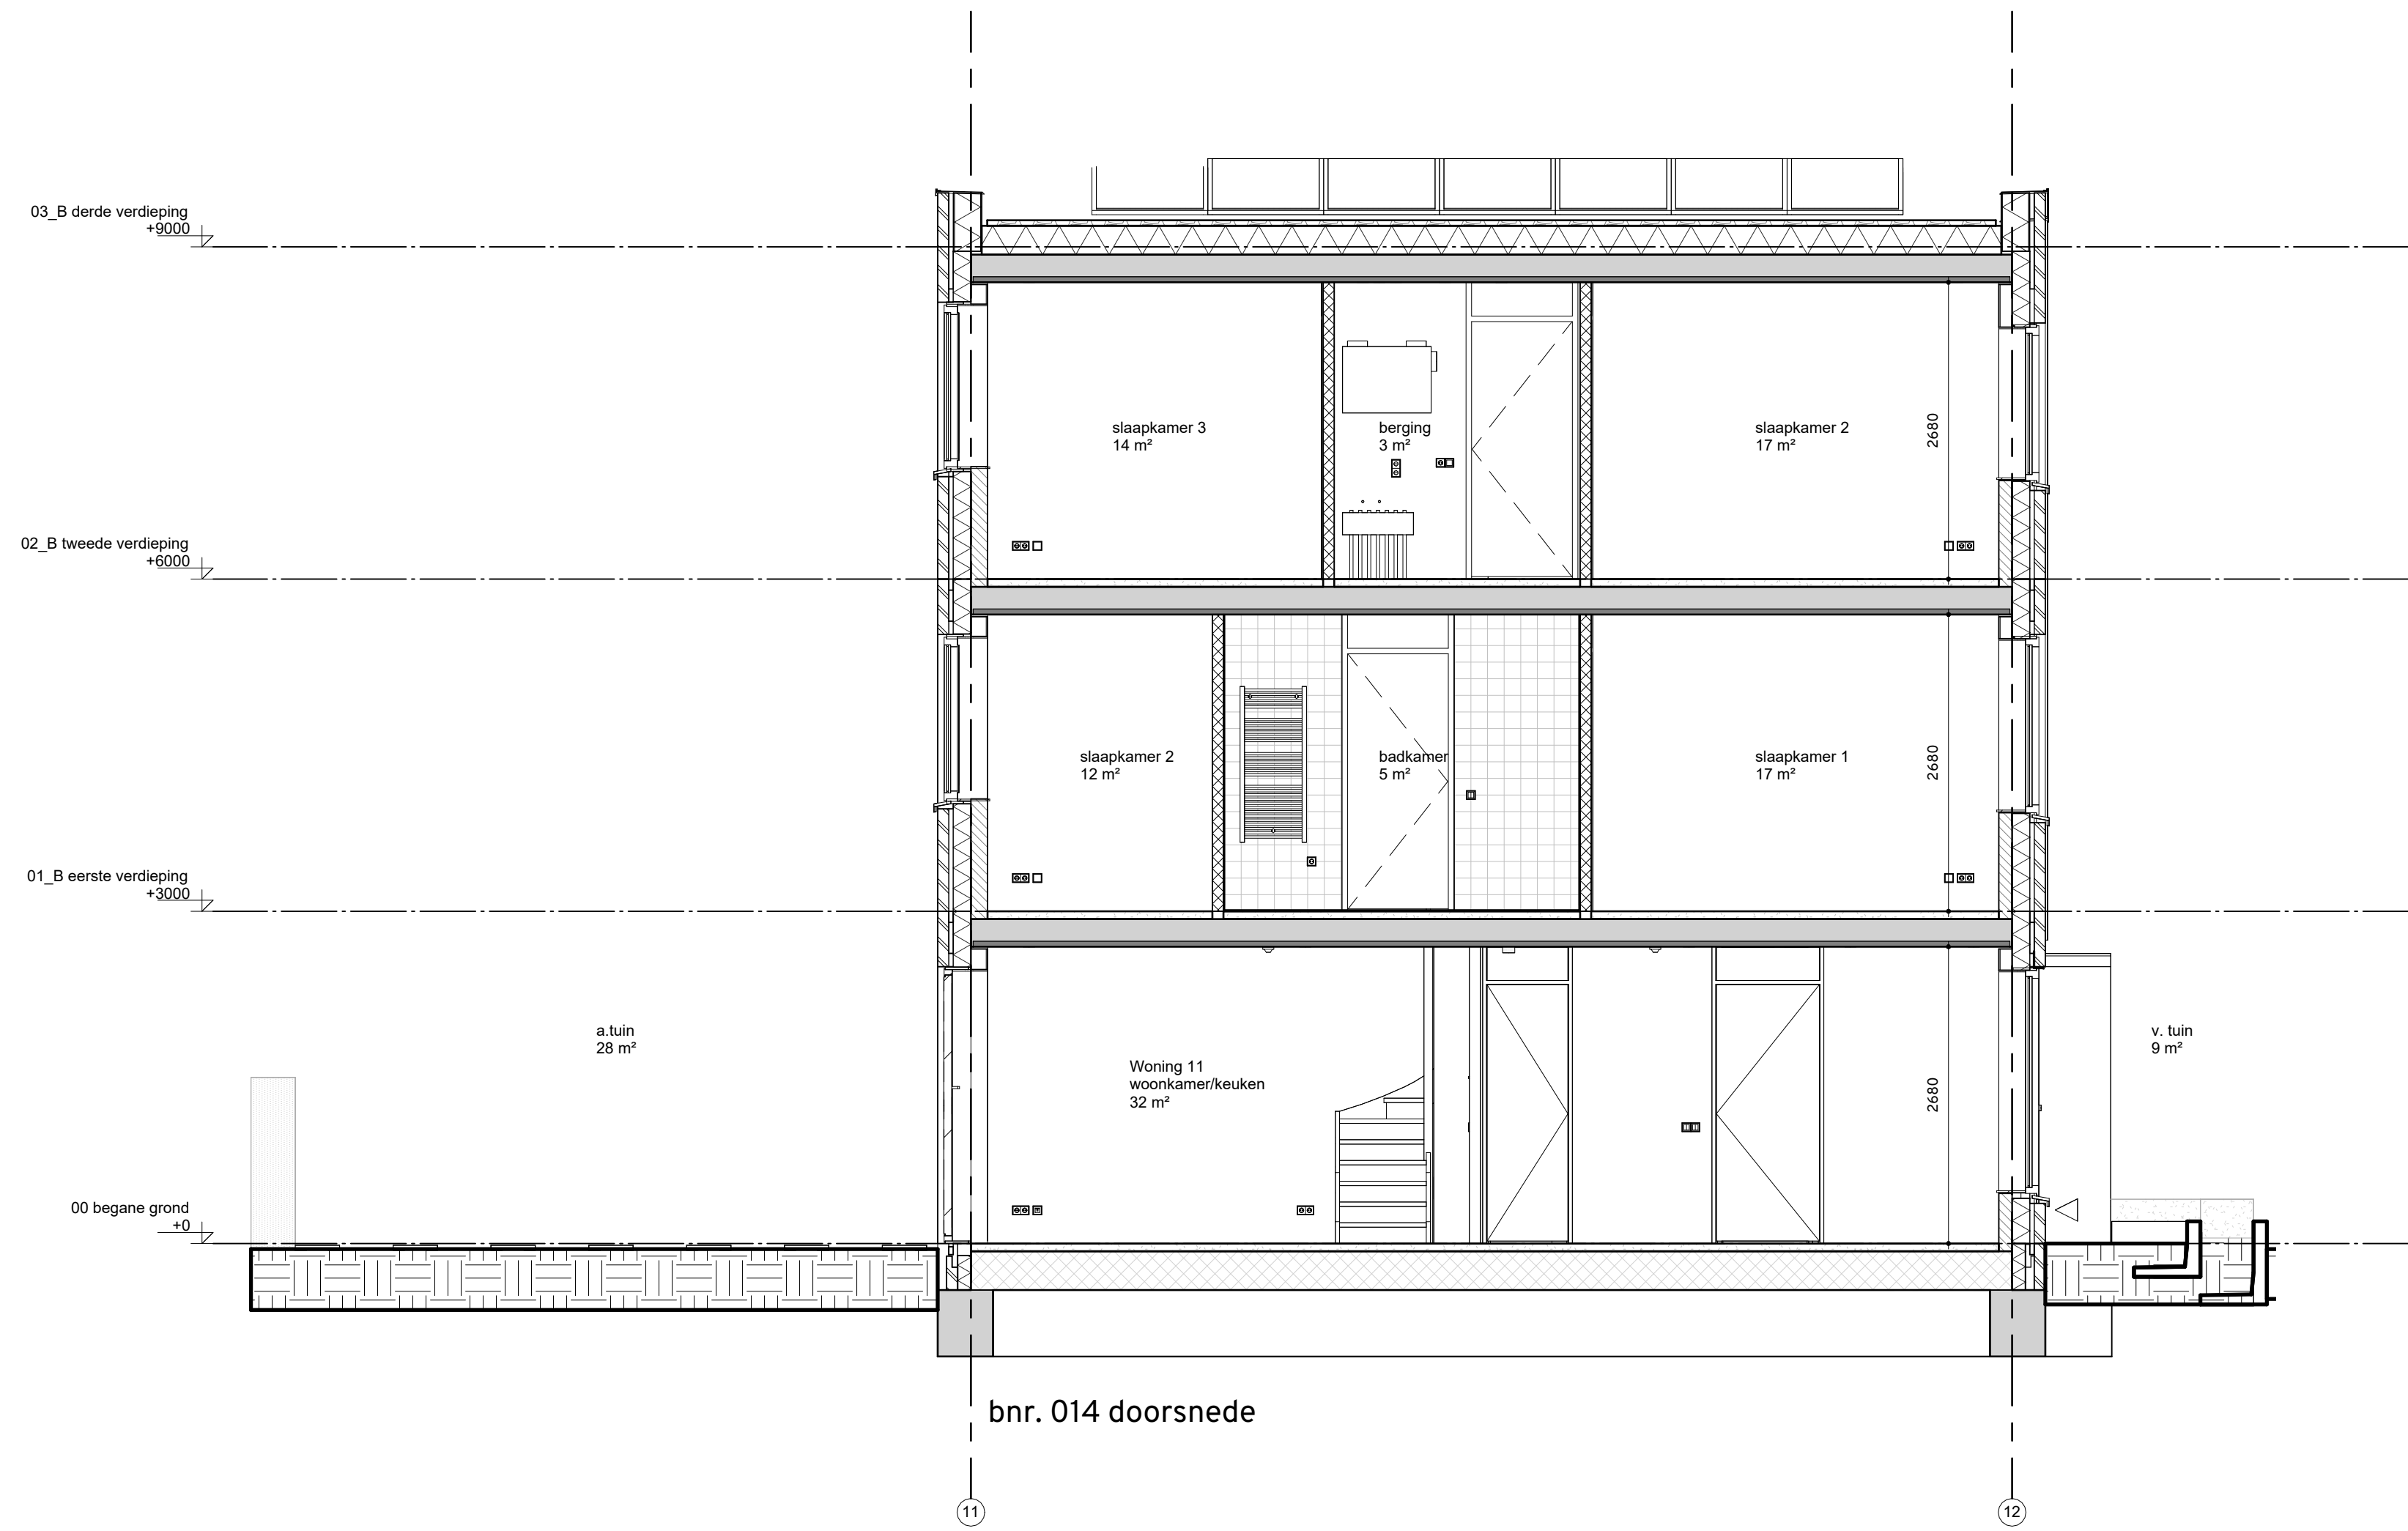 03_B derde verdieping
+9000
slaapkamer 3
14 m²
berging
3 m²
slaapkamer 2
17 m²
2680
02_B tweede verdieping
+6000
slaapkamer 2
12 m²
badkamer
5 m²
slaapkamer 1
17 m²
2680
01_B eerste verdieping
+3000
a.tuin
28 m²
Woning 11
woonkamer/keuken
32 m²
2680
v. tuin
9 m²
00 begane grond
+0
bnr. 014 doorsnede
11
12